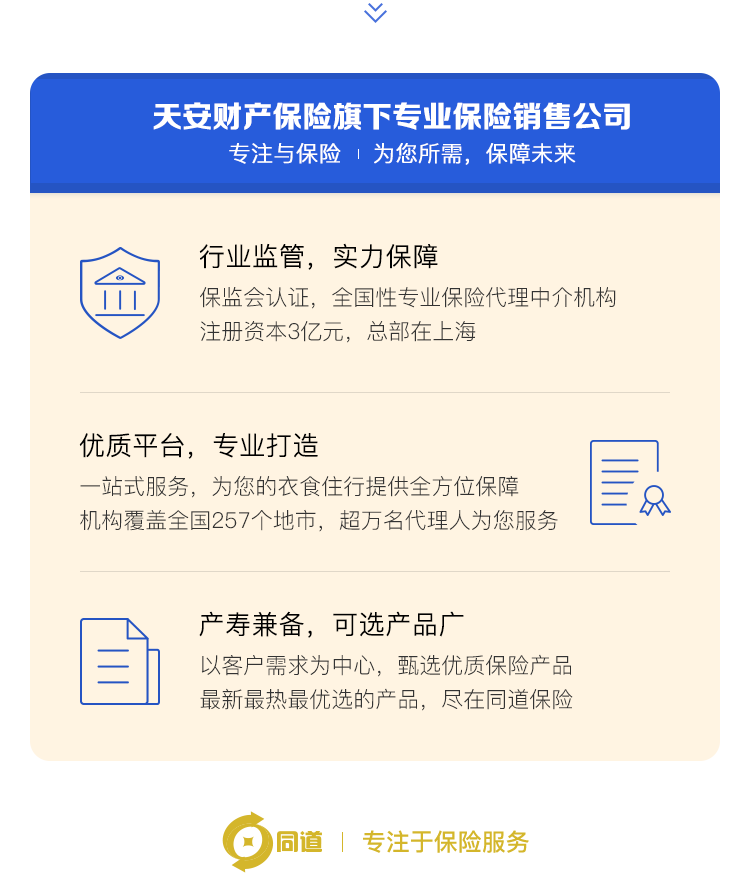 天安财产保险旗下专业保险销售公司
专注与保险 | 为您所需，保障未来
行业监管，实力保障
保监会认证，全国性专业保险代理中介机构
注册资本3亿元，总部在上海
优质平台，专业打造
一站式服务，为您的衣食住行提供全方位保障
机构覆盖全国257个地市，超万名代理人为您服务
产寿兼备，可选产品广
以客户需求为中心，甄选优质保险产品
最新最热最优选的产品，尽在同道保险
同道 | 专注于保险服务